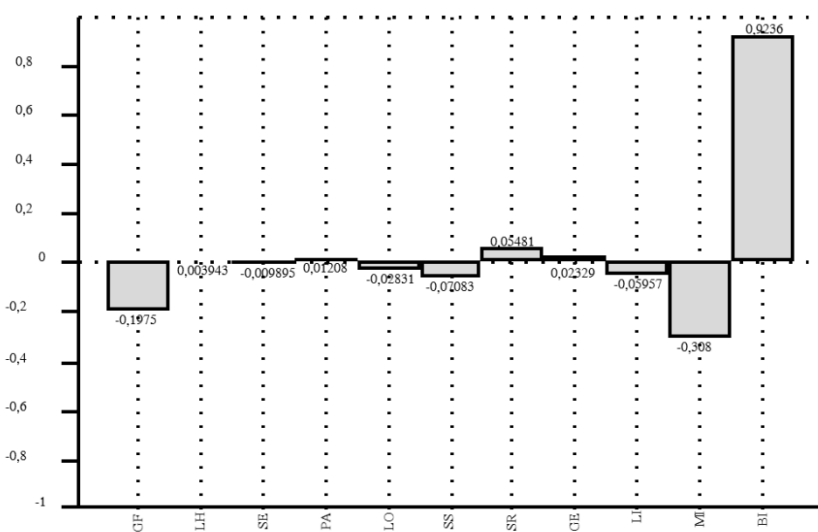 0,9236
0,8
0,6
0,4
0,2
0,05481
0
0,003943
-0,009895
0,01208
-0,02831
-0,07083
0,02329
-0,05957
-0,2
-0,1975
-0,308
-0,4
-0,6
-0,8
-1
GF
LH
SE
PA
LO
SS
SR
GE
LI
MI
BI